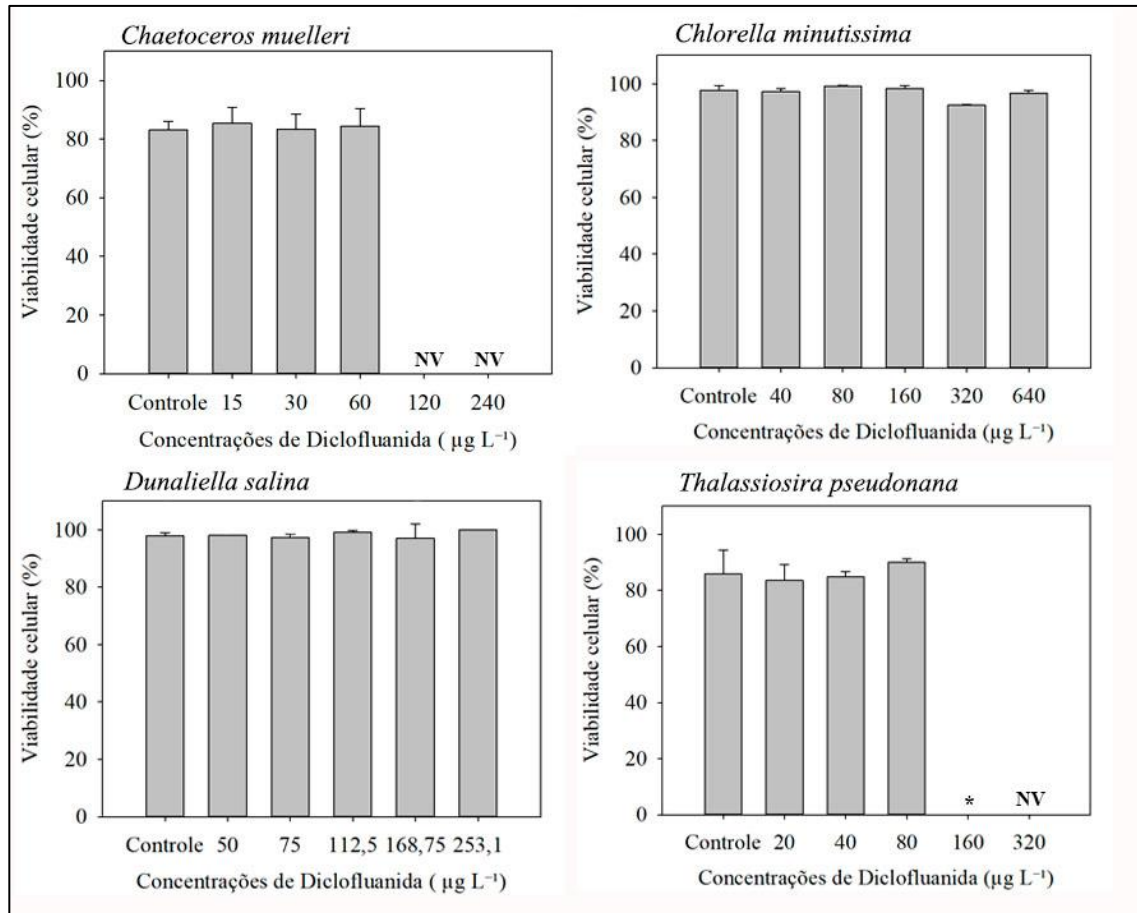 Chaetoceros muelleri
Viabilidade celular (%)
100
80
60
40
20
0
NV NV
Controle 15 30 60 120 240
Concentrações de Diclofluanida ( µg L⁻¹)
Chlorella minutissima
Viabilidade celular (%)
100
80
60
40
20
0
Controle 40 80 160 320 640
Concentrações de Diclofluanida (µg L⁻¹)
Dunaliella salina
Viabilidade celular (%)
100
80
60
40
20
0
Controle 50 75 112,5 168,75 253,1
Concentrações de Diclofluanida ( µg L⁻¹)
Thalassiosira pseudonana
Viabilidade celular (%)
100
80
60
40
20
0
* NV
Controle 20 40 80 160 320
Concentrações de Diclofluanida (µg L⁻¹)